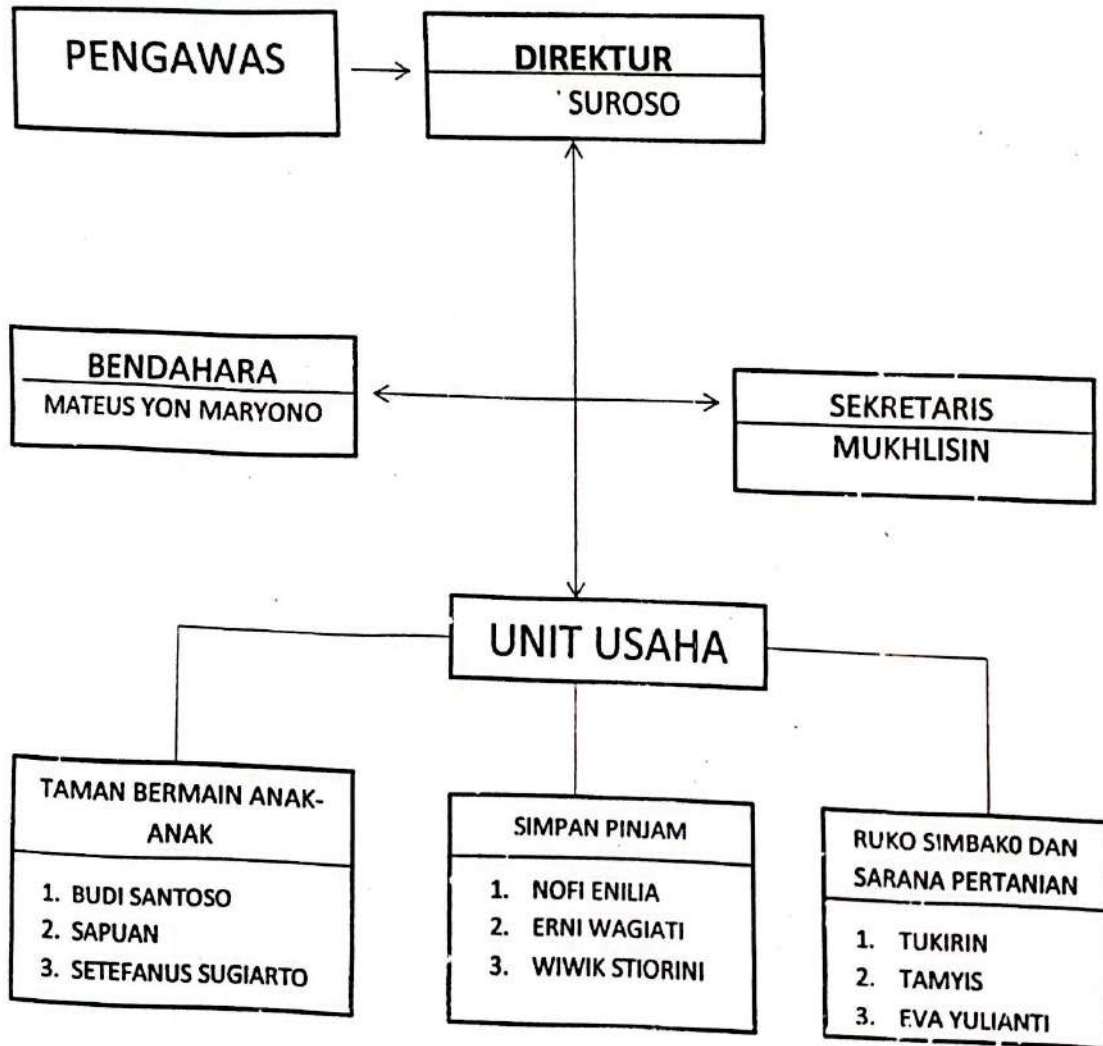 PENGAWAS
DIREKTUR
SUROSO
BENDAHARA
MATEUS YON MARYONO
SEKRETARIS
MUKHLISIN
UNIT USAHA
TAMAN BERMAIN ANAK-
ANAK
1. BUDI SANTOSO
2. SAPUAN
3. SETEFANUS SUGIARTO
SIMPAN PINJAM
1. NOFI ENILIA
2. ERNI WAGIATI
3. WIWIK STIORINI
RUKO SIMBAKO DAN
SARANA PERTANIAN
1. TUKIRIN
2. TAMYIS
3. EVA YULIANTI